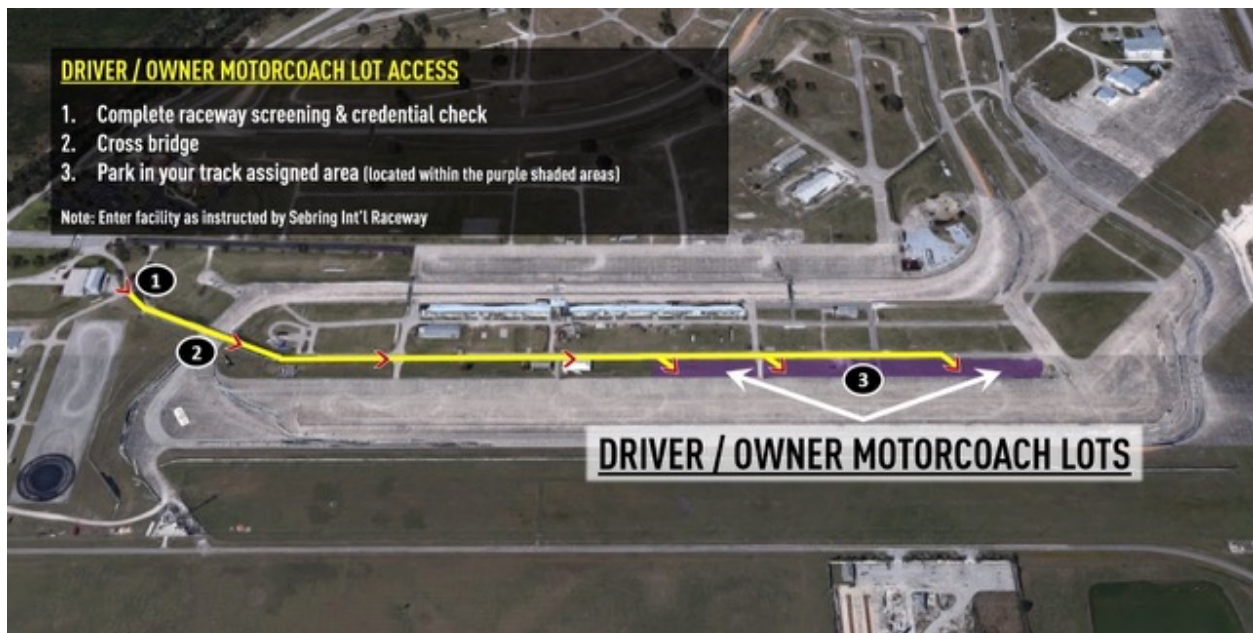 DRIVER / OWNER MOTORCOACH LOT ACCESS
1. Complete raceway screening & credential check
2. Cross bridge
3. Park in your track assigned area (located within the purple shaded areas)
Note: Enter facility as instructed by Sebring Int'l Raceway
1
2
3
DRIVER / OWNER MOTORCOACH LOTS